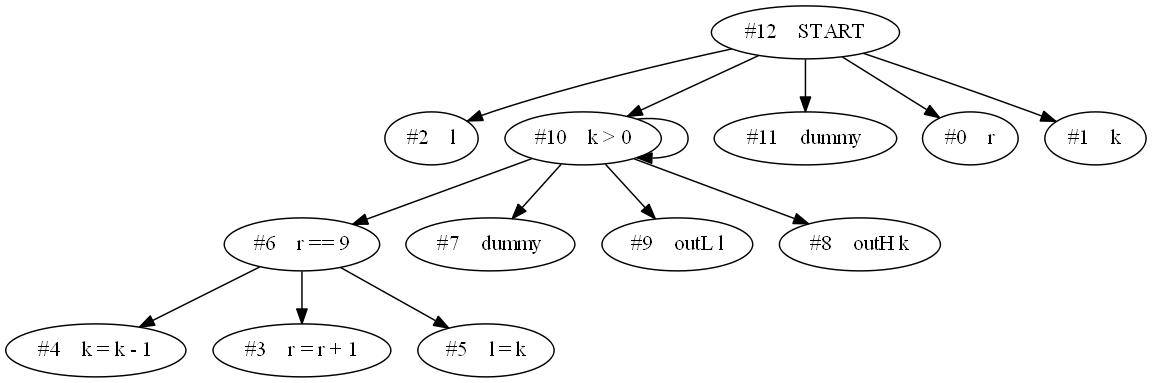 #12 START
#2 l
#10 k > 0
#11 dummy
#0 r
#1 k
#6 r == 9
#7 dummy
#9 outL l
#8 outH k
#4 k = k - 1
#3 r = r + 1
#5 l = k